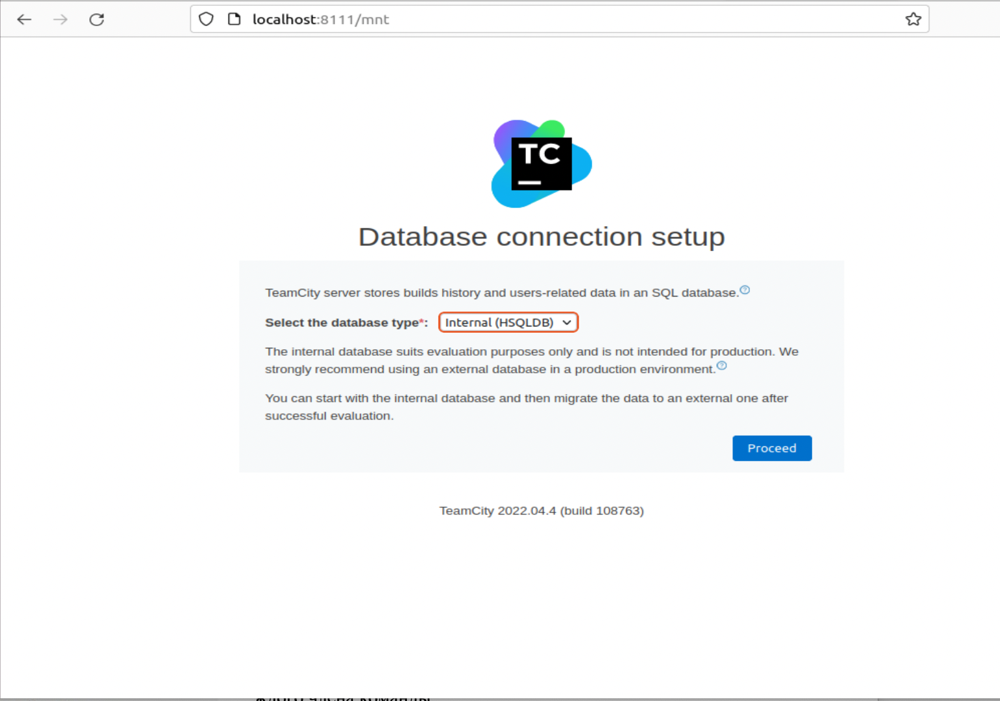 localhost:8111/mnt
TC
Database connection setup
TeamCity server stores builds history and users-related data in an SQL database.
Select the database type*: Internal (HSQLDB)
The internal database suits evaluation purposes only and is not intended for production. We
strongly recommend using an external database in a production environment.
You can start with the internal database and then migrate the data to an external one after
successful evaluation.
Proceed
TeamCity 2022.04.4 (build 108763)
члена команды